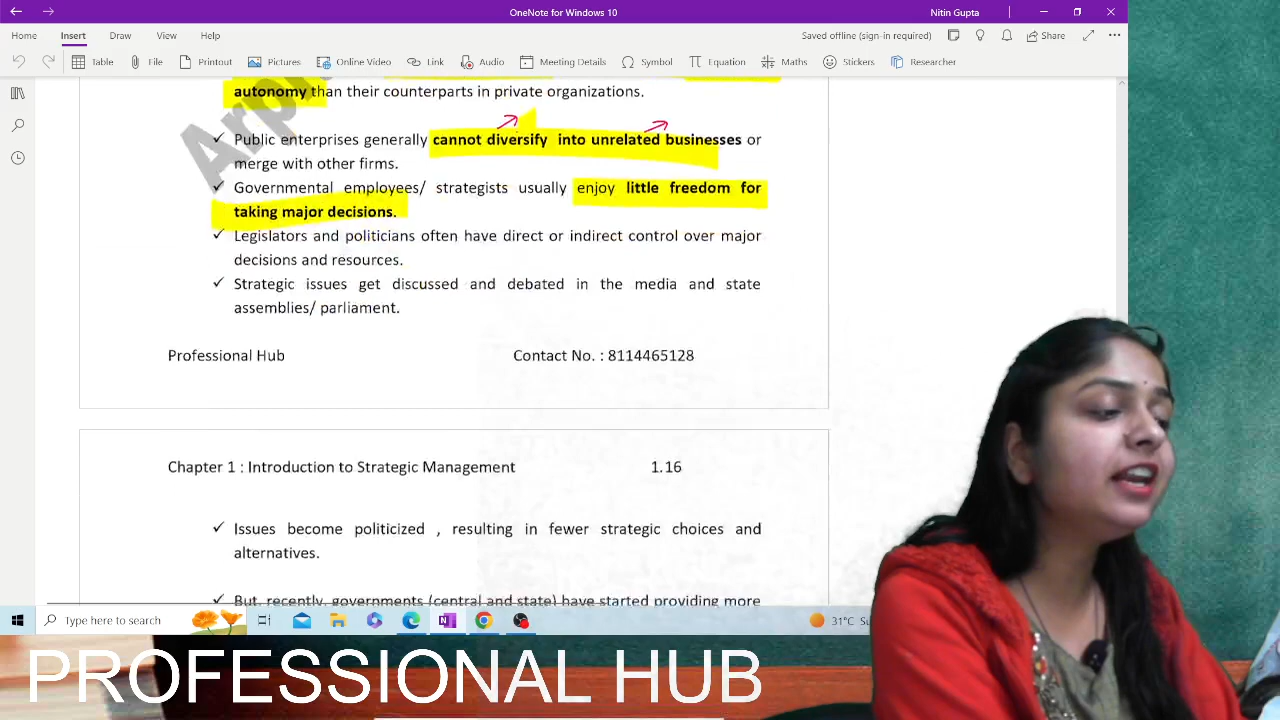 OneNote for Windows 10
Nitin Gupta
Home Insert Draw View Help
Saved offline (sign-in required)
Share
Table File Printout Pictures Online Video Link Audio Meeting Details Symbol Equation Maths Stickers Researcher
autonomy than their counterparts in private organizations.
✓ Public enterprises generally cannot diversify into unrelated businesses or
merge with other firms.
✓ Governmental employees/ strategists usually enjoy little freedom for
taking major decisions.
✓ Legislators and politicians often have direct or indirect control over major
decisions and resources.
✓ Strategic issues get discussed and debated in the media and state
assemblies/ parliament.
Professional Hub Contact No. : 8114465128
Chapter 1 : Introduction to Strategic Management 1.16
✓ Issues become politicized , resulting in fewer strategic choices and
alternatives.
✓ But, recently, governments (central and state) have started providing more
Type here to search
31°C
PROFESSIONAL HUB